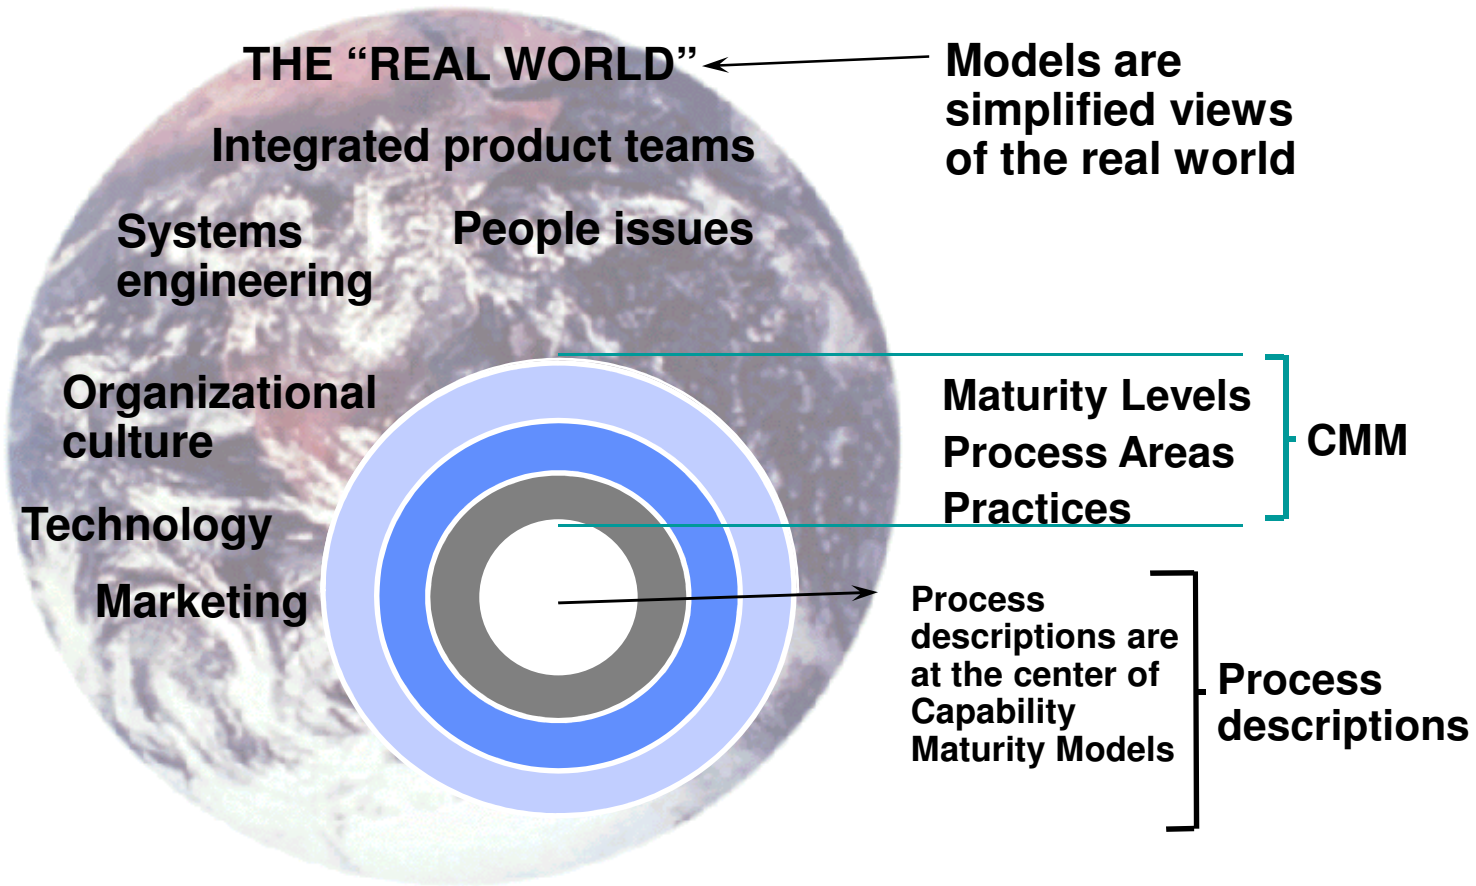 THE “REAL WORLD”
Models are
simplified views
of the real world
Integrated product teams
Systems
engineering
People issues
Organizational
culture
Technology
Marketing
Maturity Levels
Process Areas
Practices
CMM
Process
descriptions are
at the center of
Capability
Maturity Models
Process
descriptions